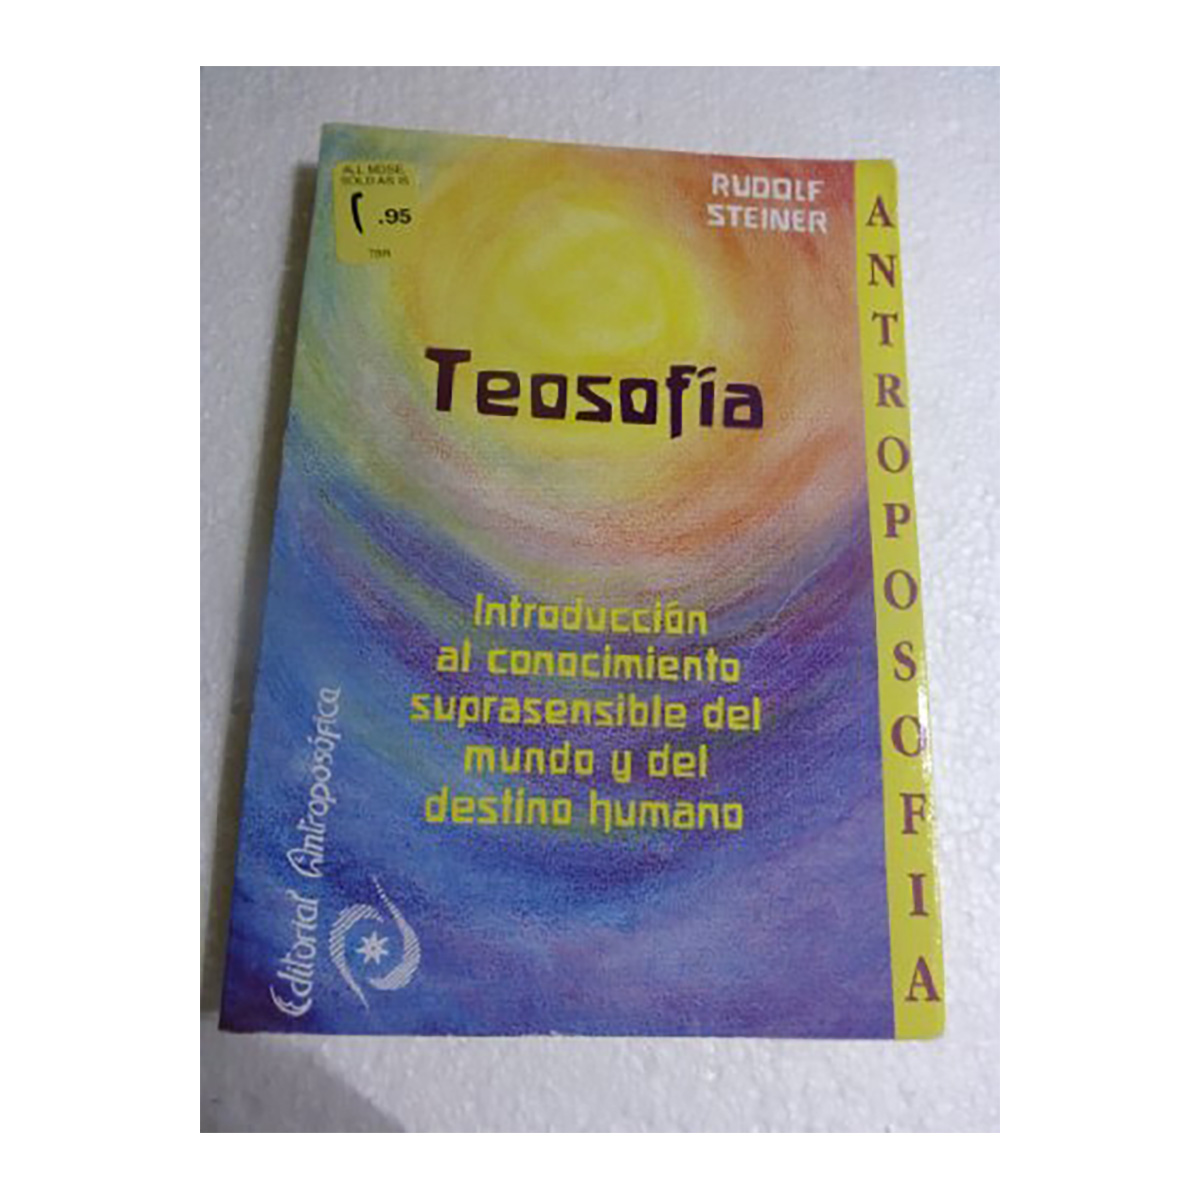 ALL MDSE.
SOLD AS IS
.95
TBR
RUDOLF
STEINER
Teosofía
Introducción
al conocimiento
suprasensible del
mundo y del
destino humano
Editorial Antroposófica
ANTROPOSOFIA